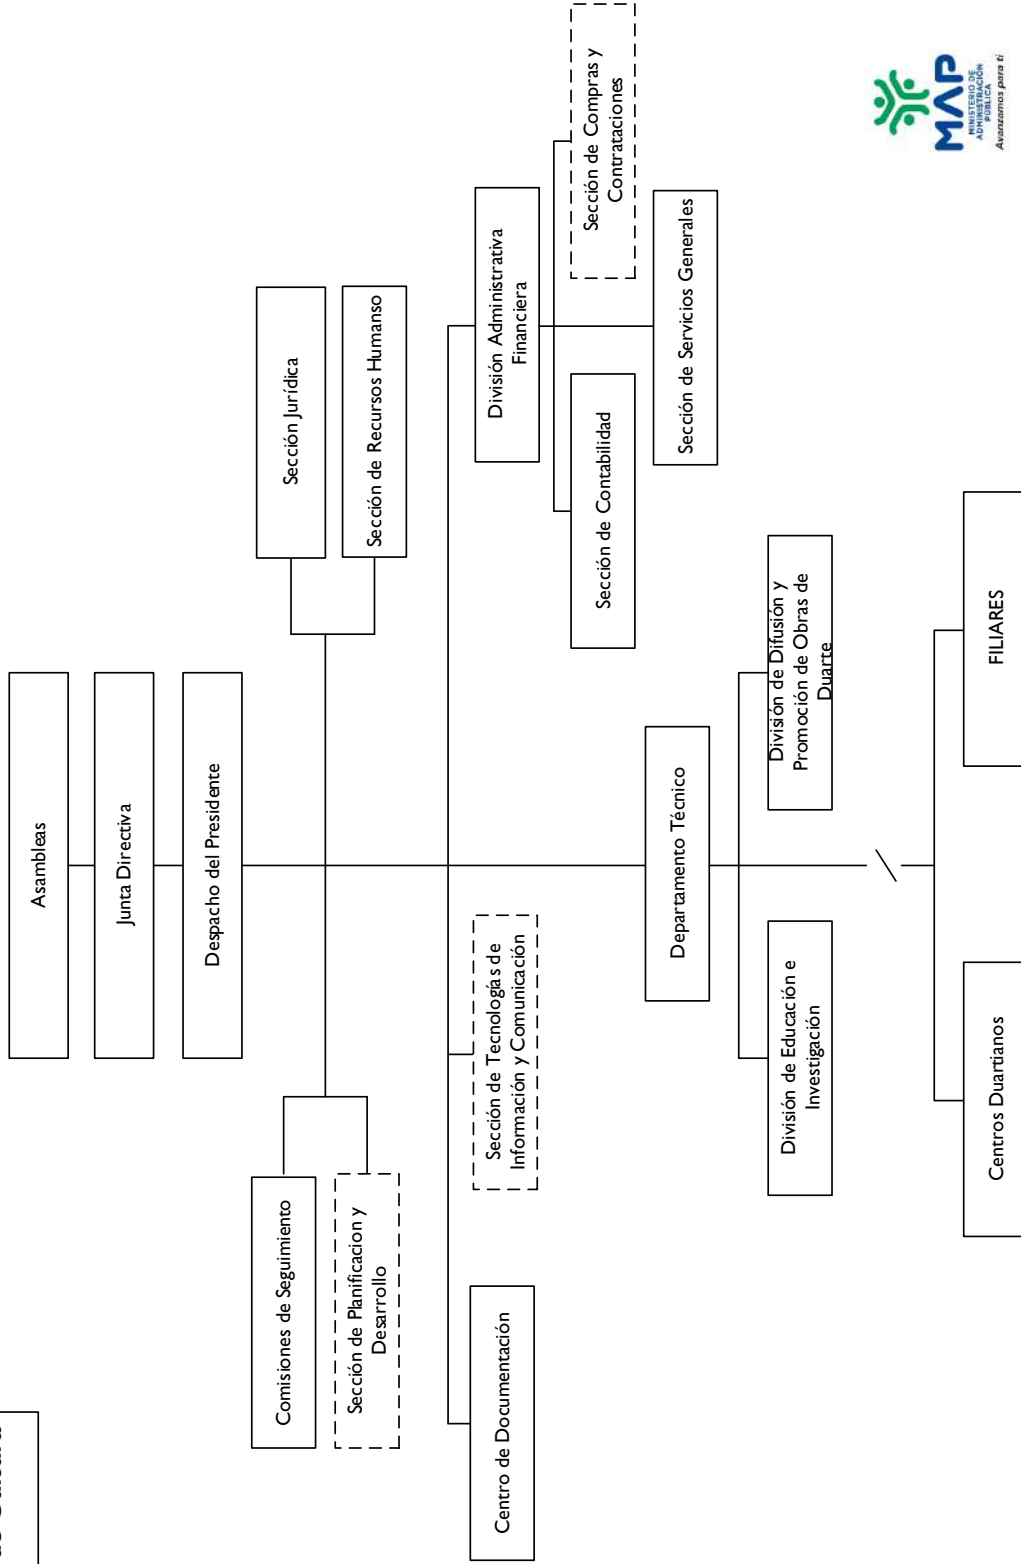 Asambleas
Junta Directiva
Despacho del Presidente
Comisiones de Seguimiento
Sección de Planificacion y
Desarrollo
Sección Jurídica
Sección de Recursos Humanso
Centro de Documentación
Sección de Tecnologías de
Información y Comunicación
División Administrativa
Financiera
Sección de Contabilidad
Sección de Compras y
Contrataciones
Sección de Servicios Generales
Departamento Técnico
División de Educación e
Investigación
División de Difusión y
Promoción de Obras de
Duarte
Centros Duartianos
FILIARES
MAP
MINISTERIO DE
ADMINISTRACIÓN
PÚBLICA
Avanzamos para ti